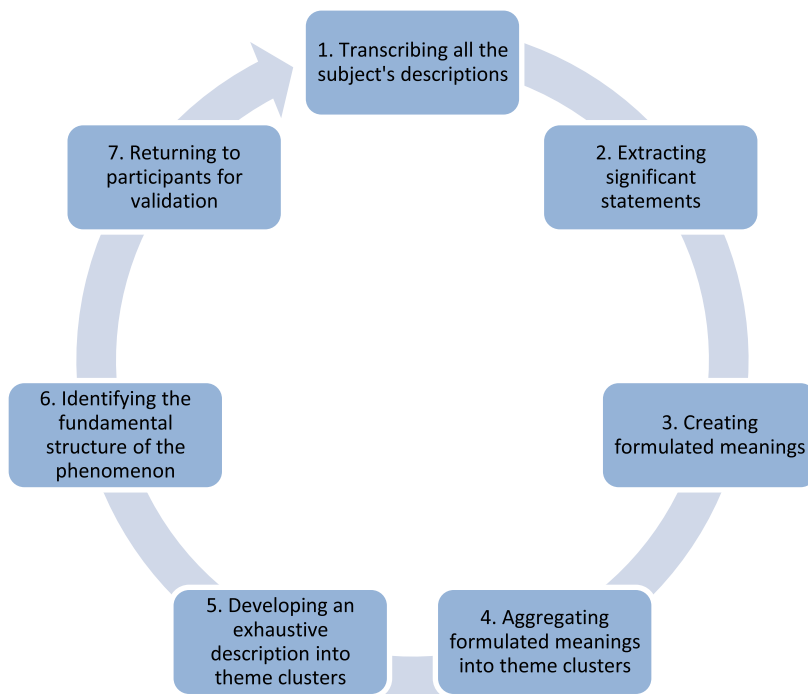 1. Transcribing all the
subject's descriptions
2. Extracting
significant
statements
3. Creating
formulated meanings
4. Aggregating
formulated meanings
into theme clusters
5. Developing an
exhaustive
description into
theme clusters
6. Identifying the
fundamental
structure of the
phenomenon
7. Returning to
participants for
validation